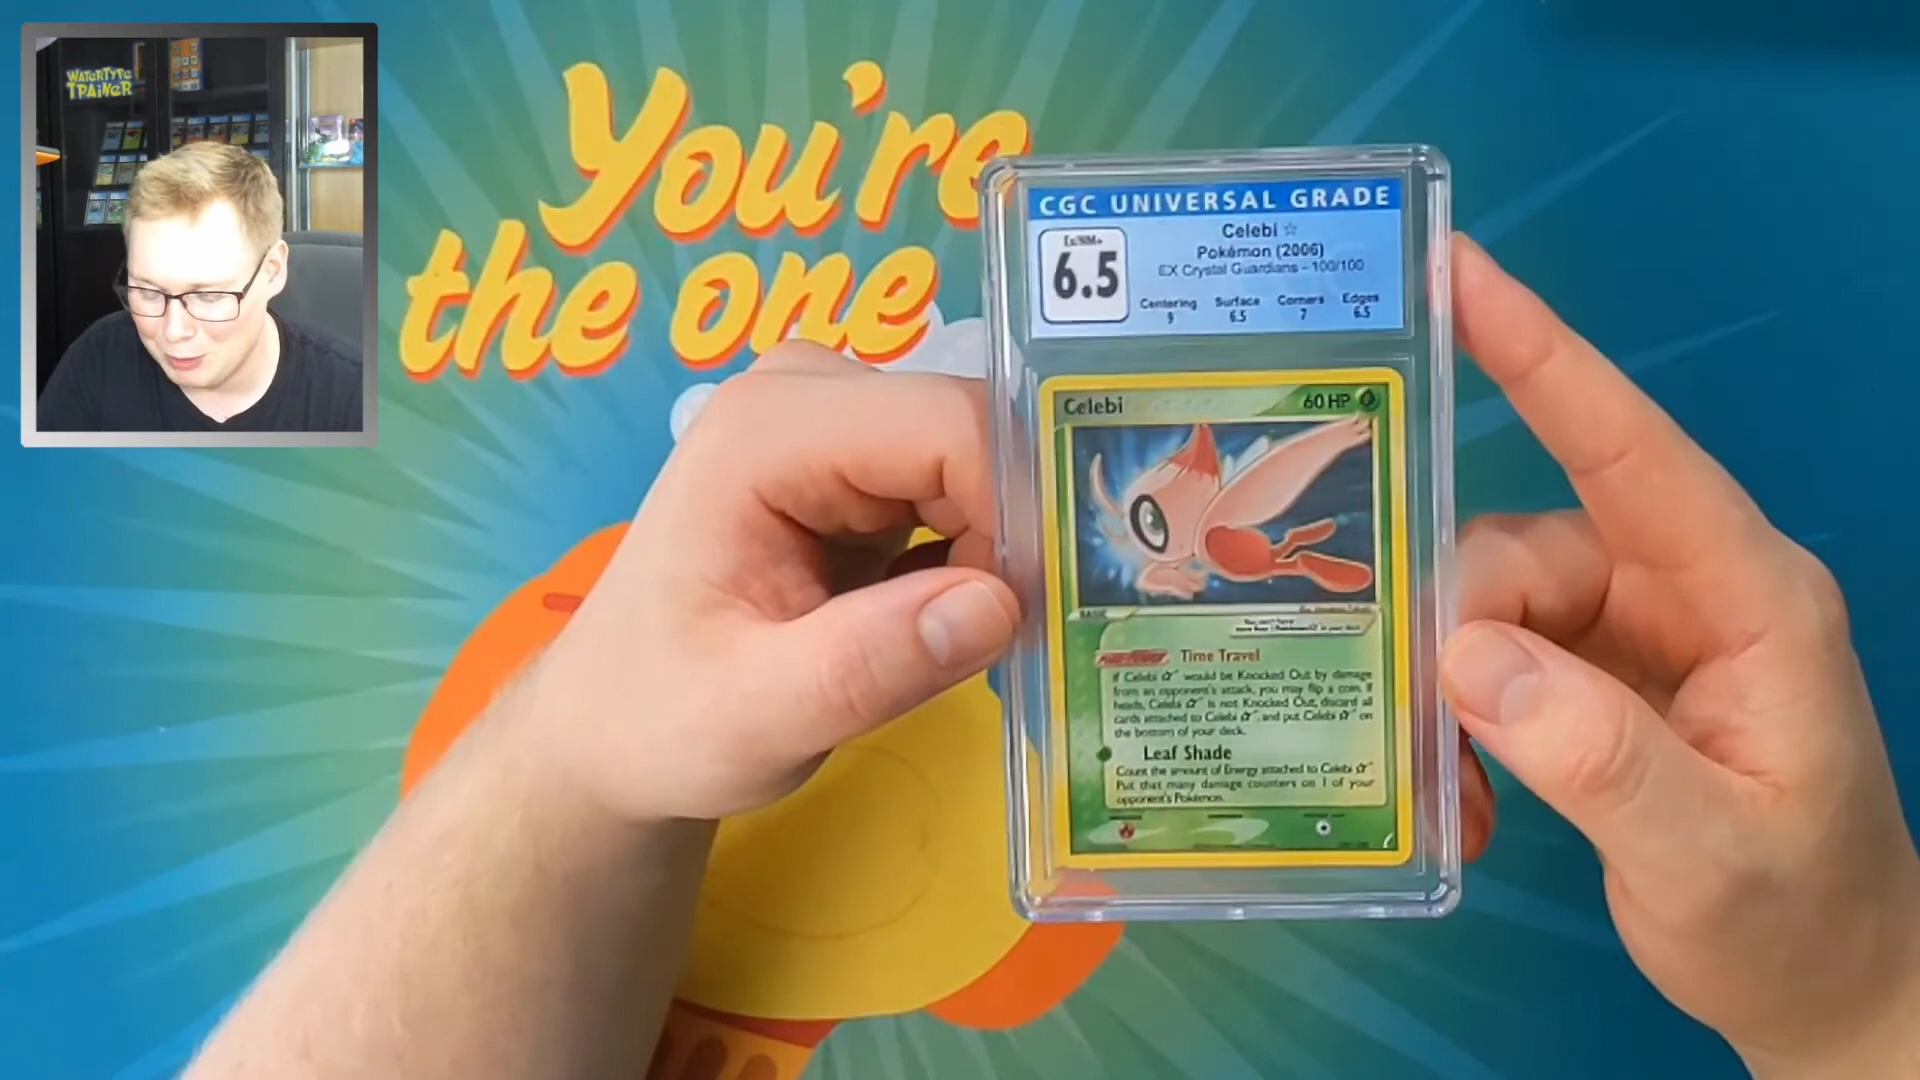 WATERTYPE
TRAINER
You're
the one
CGC UNIVERSAL GRADE
Ex/NM+
6.5
Celebi ☆
Pokémon (2006)
EX Crystal Guardians - 100/100
Centering Surface Corners Edges
9 6.5 7 6.5
Celebi 60 HP
BASIC
Time Travel
If Celebi ☆ would be Knocked Out by damage
from an opponent's attack, you may flip a coin. If
heads, Celebi ☆ is not Knocked Out, discard all
cards attached to Celebi ☆, and put Celebi ☆ on
the bottom of your deck.
Leaf Shade
Count the amount of Energy attached to Celebi ☆.
Put that many damage counters on 1 of your
opponent's Pokémon.